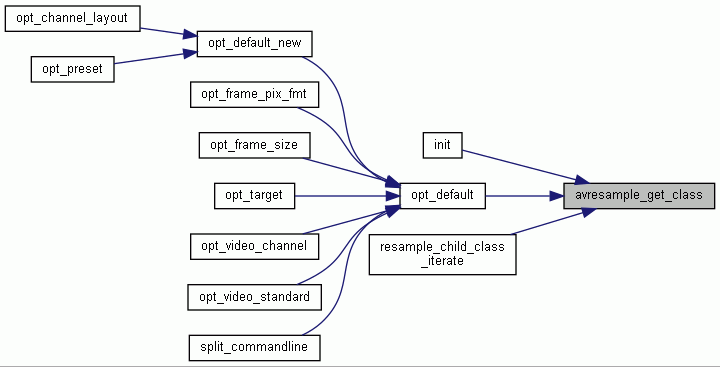 opt_channel_layout
opt_preset
opt_default_new
opt_frame_pix_fmt
opt_frame_size
opt_target
opt_video_channel
opt_video_standard
split_commandline
init
opt_default
resample_child_class
_iterate
avresample_get_class